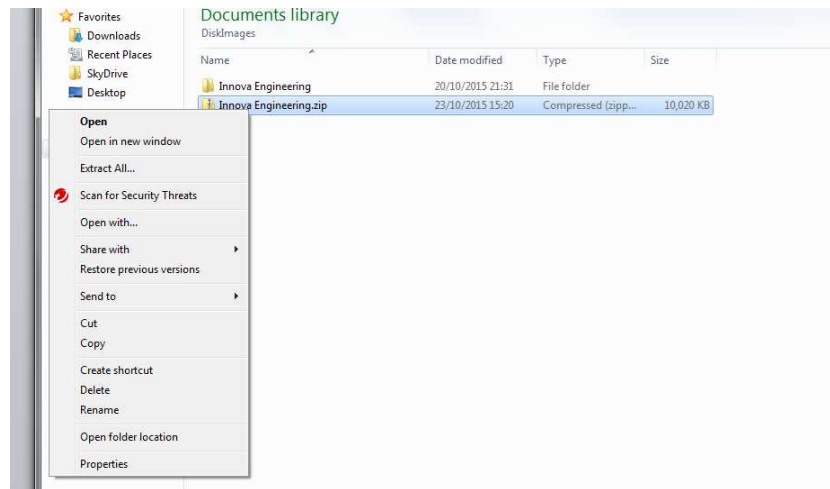 Favorites
Downloads
Recent Places
SkyDrive
Desktop
Documents library
DiskImages
Name Date modified Type Size
Innova Engineering 20/10/2015 21:31 File folder
Innova Engineering.zip 23/10/2015 15:20 Compressed (zipp... 10,020 KB
Open
Open in new window
Extract All...
Scan for Security Threats
Open with...
Share with
Restore previous versions
Send to
Cut
Copy
Create shortcut
Delete
Rename
Open folder location
Properties